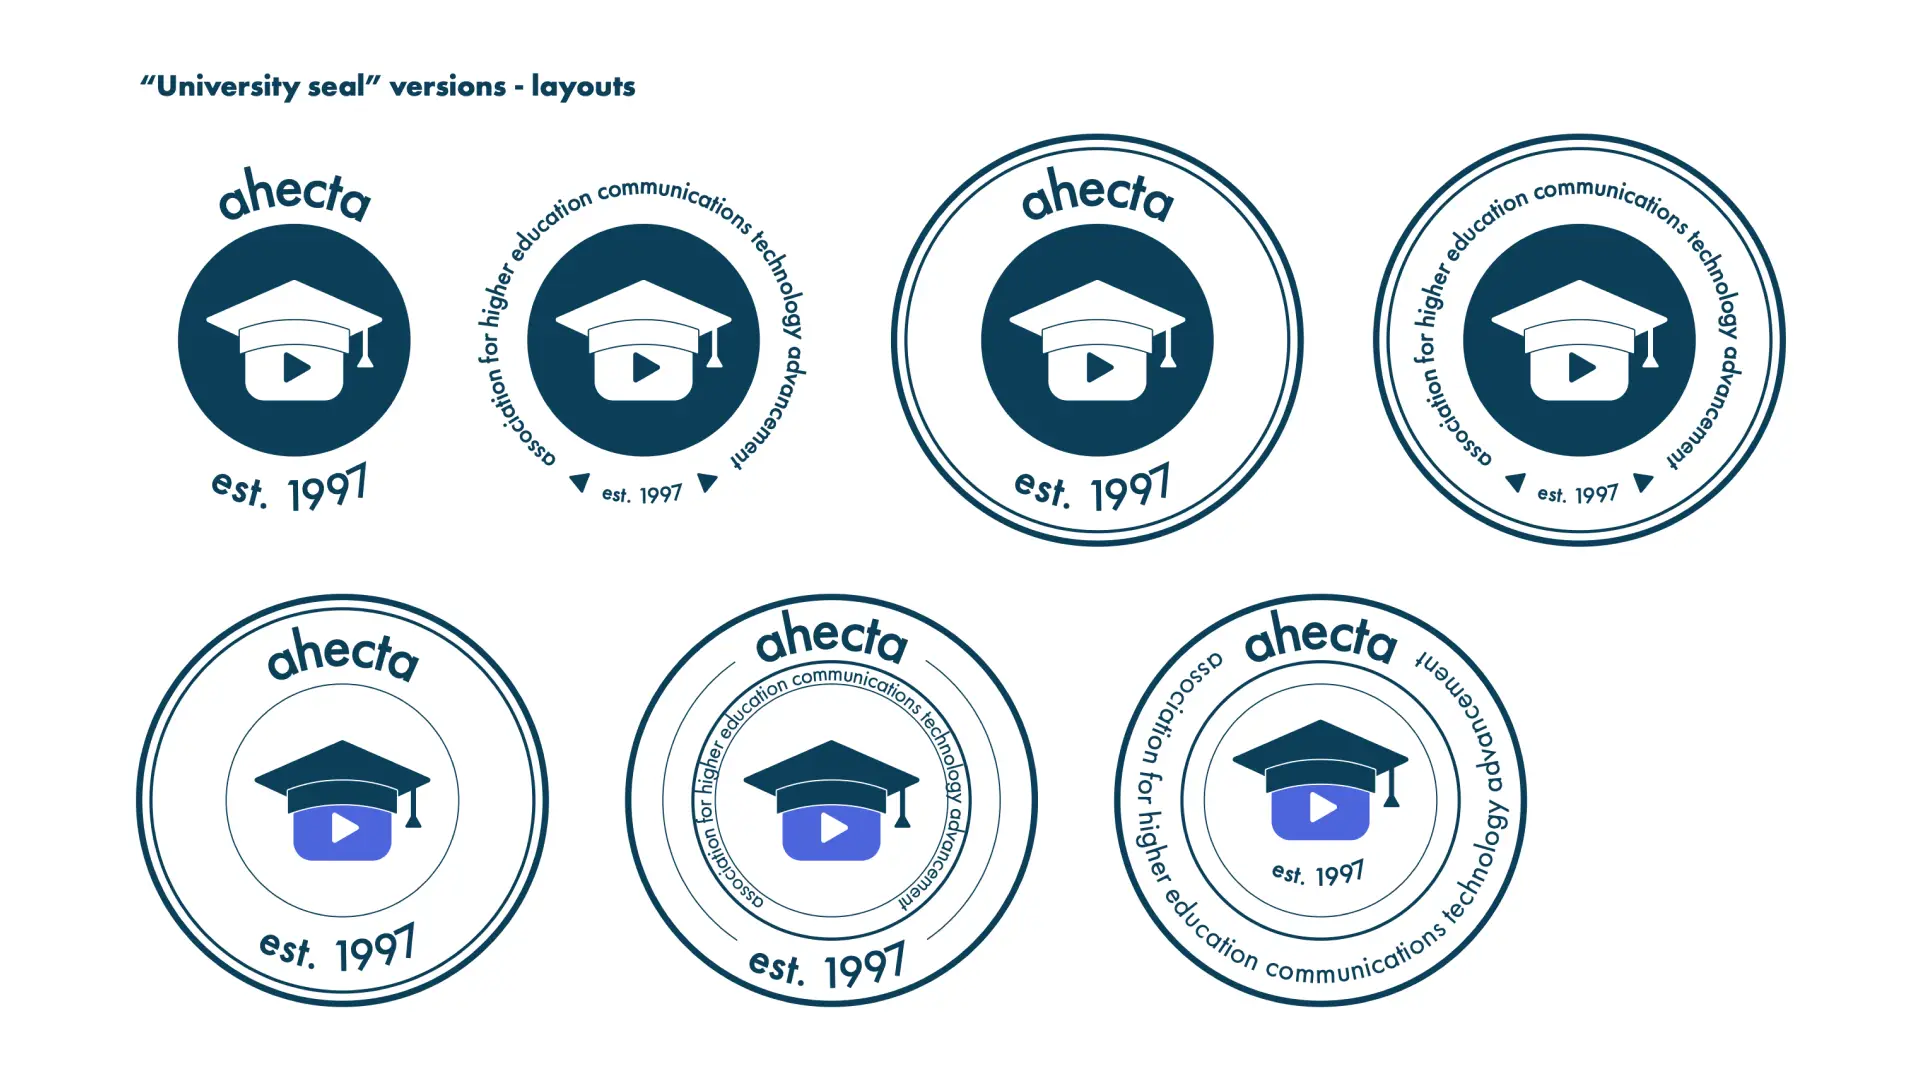 “University seal” versions - layouts
ahecta
est. 1997
association for higher education communications technology advancement
est. 1997
ahecta
est. 1997
association for higher education communications technology advancement
est. 1997
ahecta
est. 1997
ahecta
association for higher education communications technology advancement
est. 1997
ahecta
association for higher education communications technology advancement
est. 1997